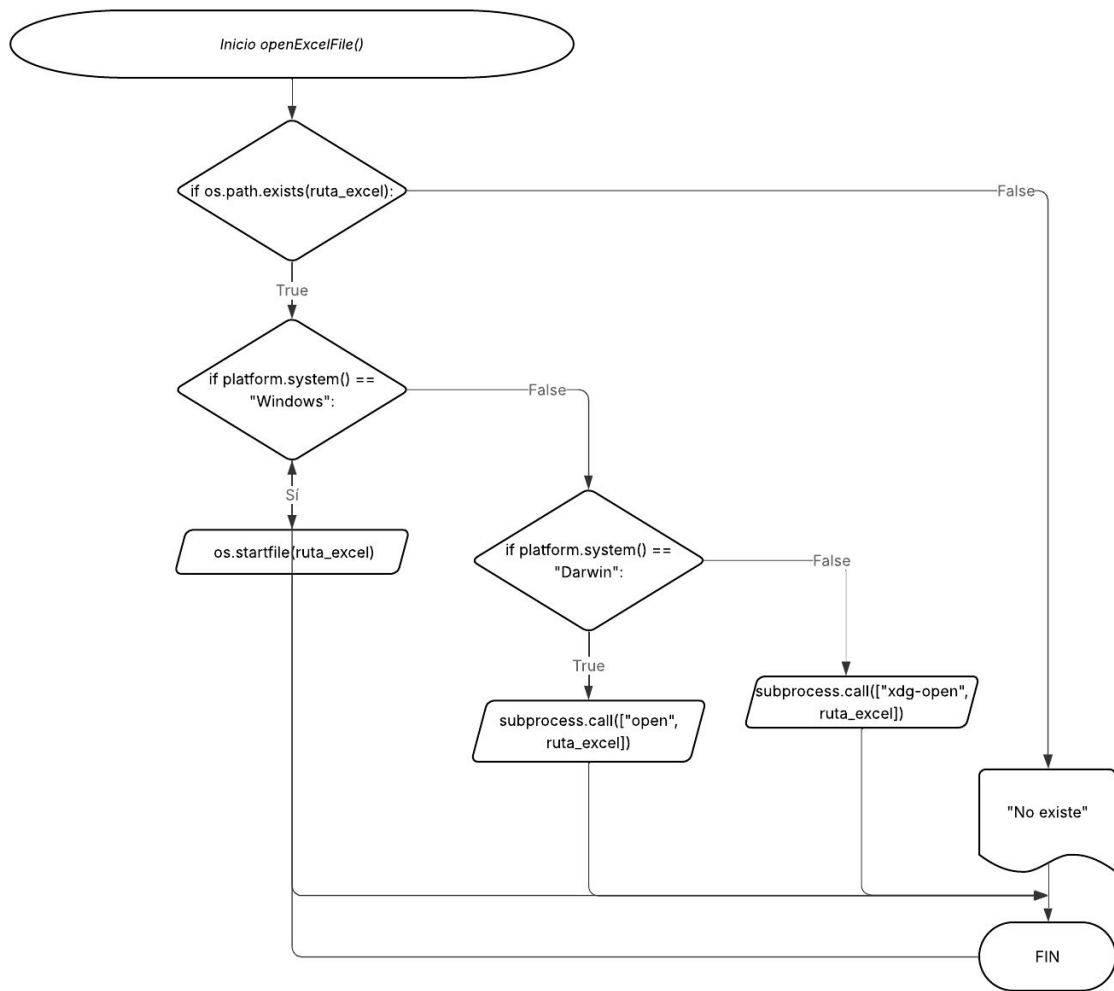 Inicio openExcelFile()
if os.path.exists(ruta_excel):
False
True
if platform.system() ==
"Windows":
False
Sí
os.startfile(ruta_excel)
if platform.system() ==
"Darwin":
False
True
subprocess.call(["open",
ruta_excel])
subprocess.call(["xdg-open",
ruta_excel])
"No existe"
FIN